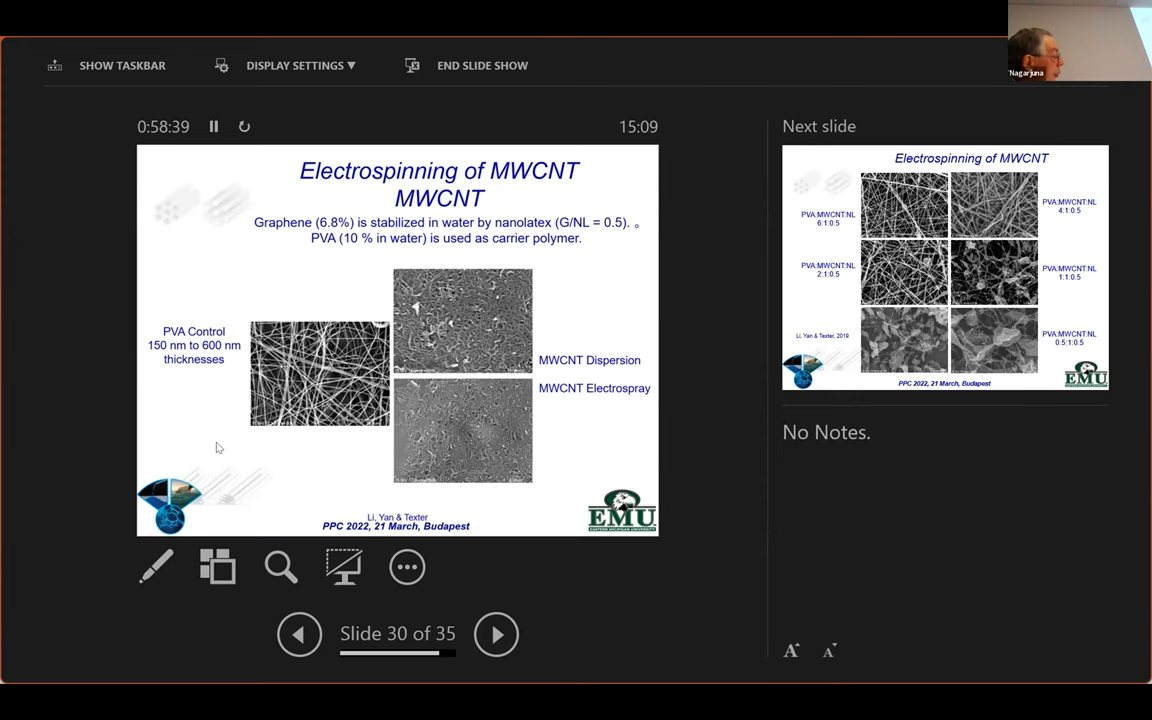 'Nagarjuna
SHOW TASKBAR
DISPLAY SETTINGS ▼
END SLIDE SHOW
0:58:39
15:09
Next slide
Electrospinning of MWCNT
MWCNT
Graphene (6.8%) is stabilized in water by nanolatex (G/NL = 0.5). 。
PVA (10 % in water) is used as carrier polymer.
PVA Control
150 nm to 600 nm
thicknesses
MWCNT Dispersion
MWCNT Electrospray
Li, Yan & Texter
PPC 2022, 21 March, Budapest
EMU
EASTERN MICHIGAN UNIVERSITY
Electrospinning of MWCNT
PVA:MWCNT:NL
6:1:0.5
PVA:MWCNT:NL
4:1:0.5
PVA:MWCNT:NL
2:1:0.5
PVA:MWCNT:NL
1:1:0.5
PVA:MWCNT:NL
0.5:1:0.5
Li, Yan & Texter, 2019
PPC 2022, 21 March, Budapest
EMU
No Notes.
Slide 30 of 35
A A